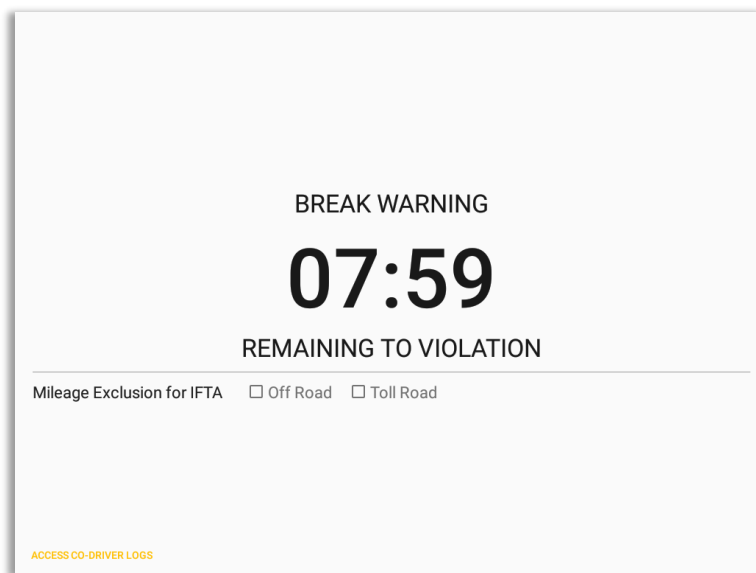 BREAK WARNING
07:59
REMAINING TO VIOLATION
Mileage Exclusion for IFTA Off Road Toll Road
ACCESS CO-DRIVER LOGS